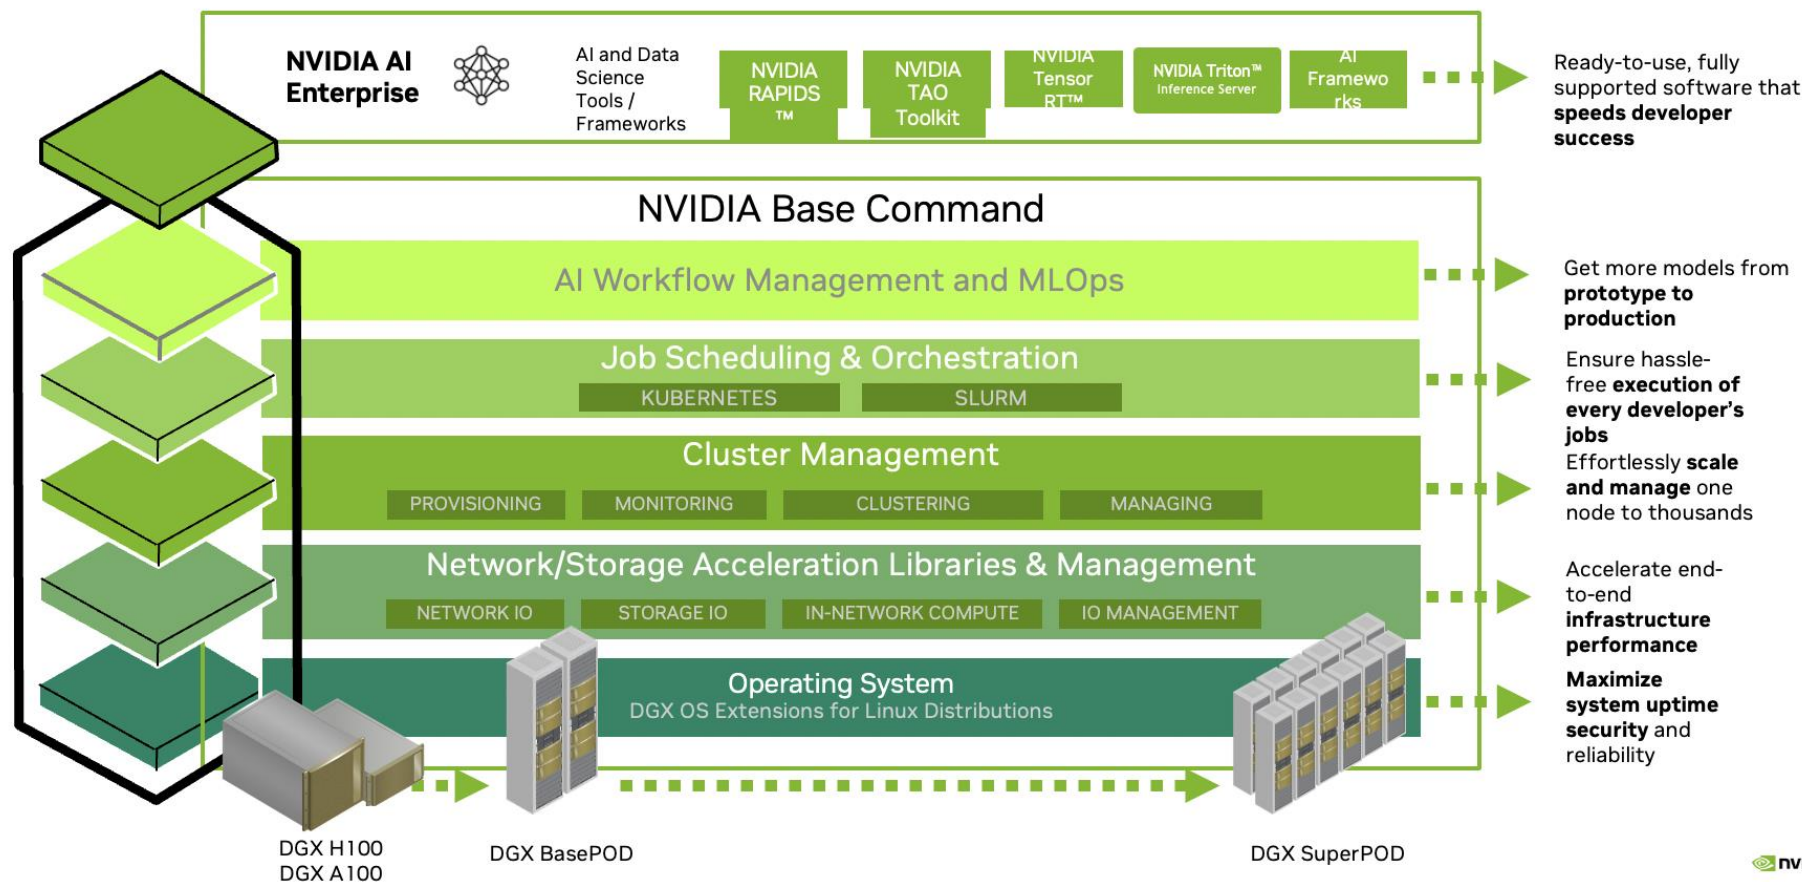 NVIDIA AI
Enterprise
AI and Data
Science
Tools /
Frameworks
NVIDIA
RAPIDS
™
NVIDIA
TAO
Toolkit
NVIDIA
Tensor
RT™
NVIDIA Triton™
Inference Server
AI
Framewo
rks
Ready-to-use, fully
supported software that
speeds developer
success
NVIDIA Base Command
AI Workflow Management and MLOps
Get more models from
prototype to
production
Job Scheduling & Orchestration
KUBERNETES
SLURM
Ensure hassle-
free execution of
every developer's
jobs
Cluster Management
PROVISIONING
MONITORING
CLUSTERING
MANAGING
Effortlessly scale
and manage one
node to thousands
Network/Storage Acceleration Libraries & Management
NETWORK IO
STORAGE IO
IN-NETWORK COMPUTE
IO MANAGEMENT
Accelerate end-
to-end
infrastructure
performance
Operating System
DGX OS Extensions for Linux Distributions
Maximize
system uptime
security and
reliability
DGX H100
DGX A100
DGX BasePOD
DGX SuperPOD
nv